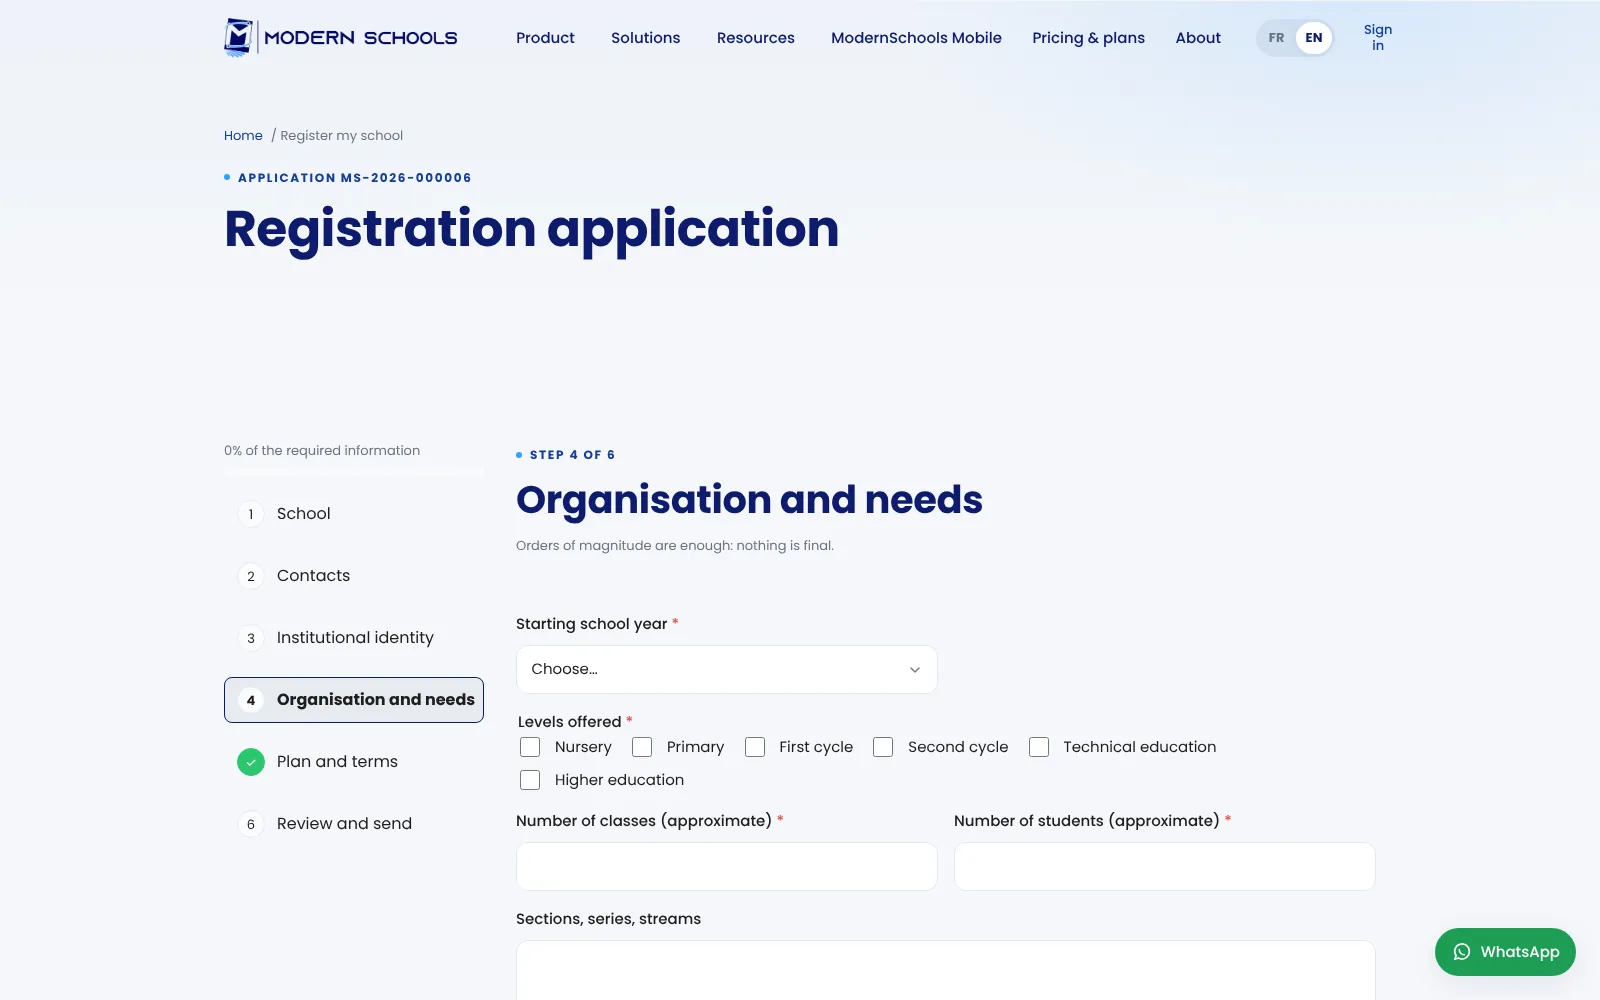 MODERN SCHOOLS
Product
Solutions
Resources
ModernSchools Mobile
Pricing & plans
About
FR
EN
Sign in
Home / Register my school
APPLICATION MS-2026-000006
Registration application
0% of the required information
1 School
2 Contacts
3 Institutional identity
4 Organisation and needs
Plan and terms
6 Review and send
STEP 4 OF 6
Organisation and needs
Orders of magnitude are enough: nothing is final.
Starting school year *
Choose...
Levels offered *
Nursery
Primary
First cycle
Second cycle
Technical education
Higher education
Number of classes (approximate) *
Number of students (approximate) *
Sections, series, streams
WhatsApp